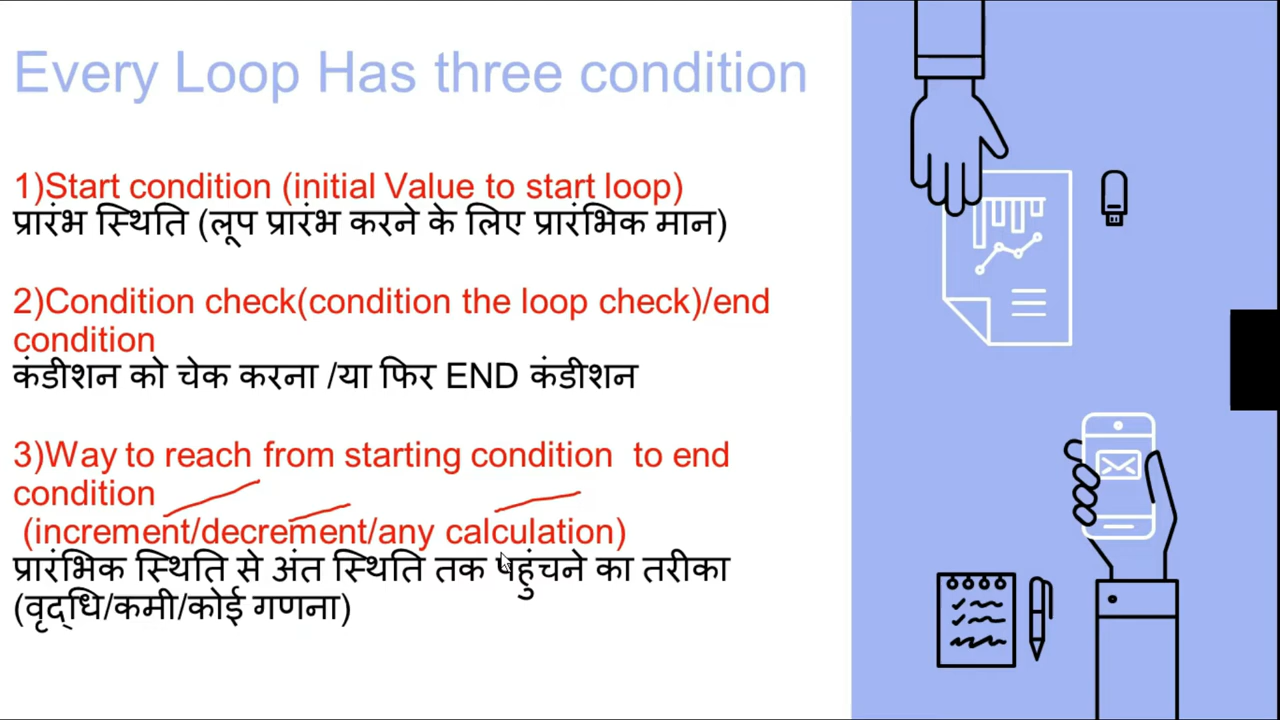 Every Loop Has three condition
1)Start condition (initial Value to start loop)
प्रारंभ स्थिति (लूप प्रारंभ करने के लिए प्रारंभिक मान)
2)Condition check(condition the loop check)/end
condition
कंडीशन को चेक करना /या फिर END कंडीशन
3)Way to reach from starting condition to end
condition
(increment/decrement/any calculation)
प्रारंभिक स्थिति से अंत स्थिति तक पहुंचने का तरीका
(वृद्धि/कमी/कोई गणना)